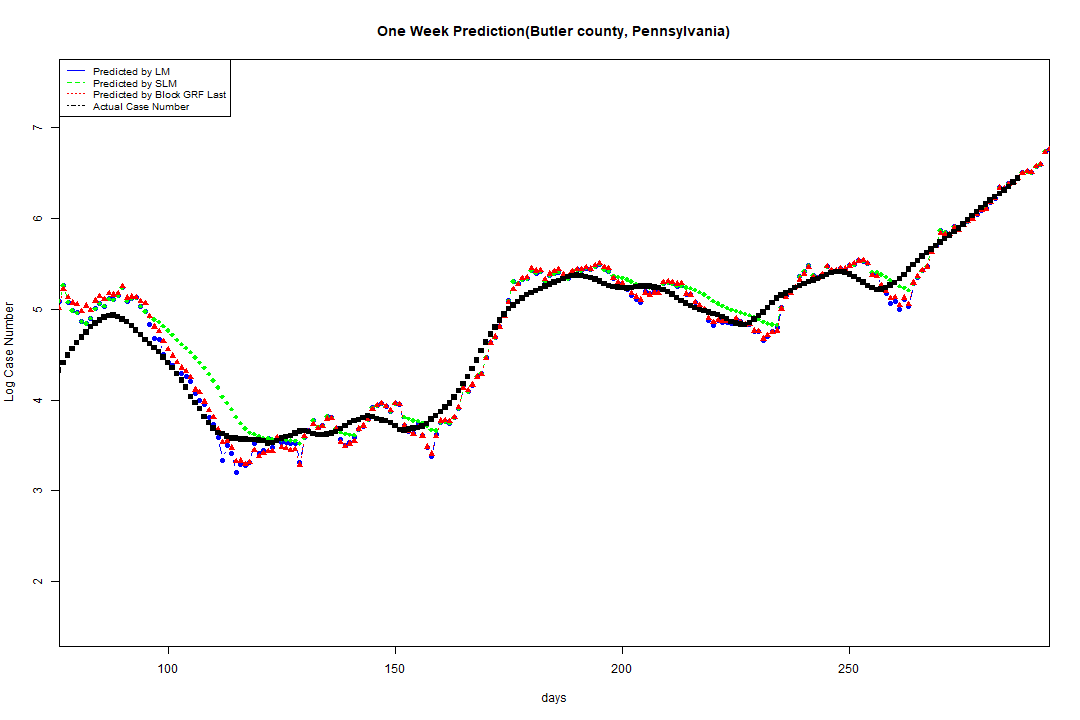 One Week Prediction(Butler county, Pennsylvania)
Predicted by LM
Predicted by SLM
Predicted by Block GRF Last
Actual Case Number
7
6
5
4
3
2
Log Case Number
100 150 200 250
days